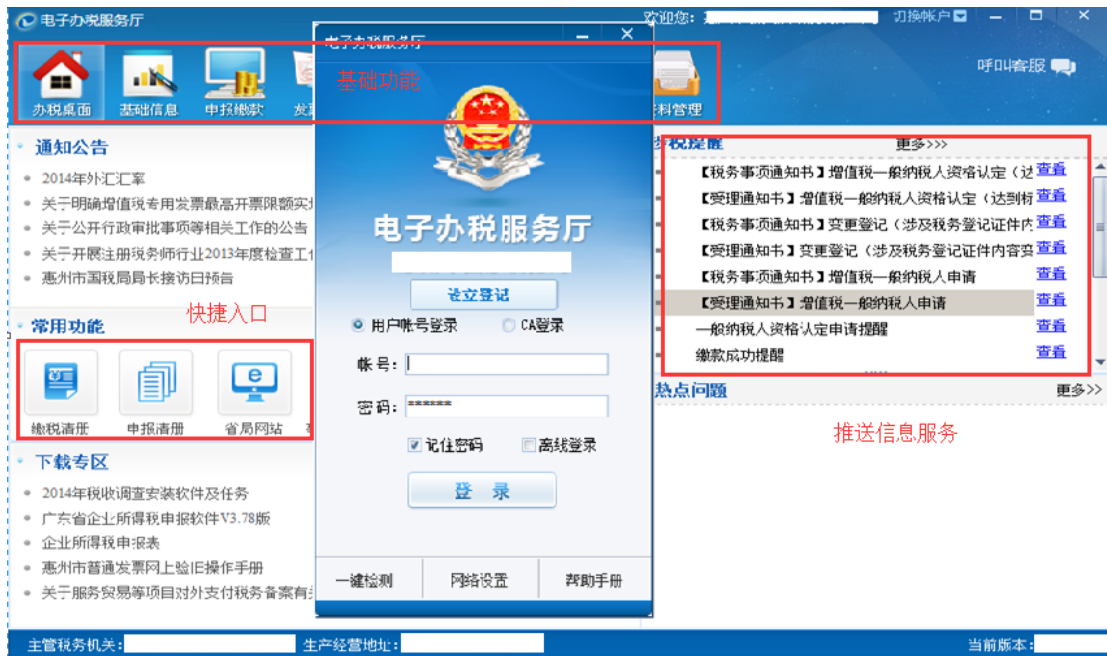 电子办税服务厅
欢迎您:
切换帐户
电子办税服务厅
呼叫客服
基础功能
办税桌面
基础信息
申报缴款
发
料管理
通知公告
2014年外汇汇率
关于明确增值税专用发票最高开票限额实
关于公开行政审批事项等相关工作的公告
关于开展注册税务师行业2013年度检查工
惠州市国税局局长接访日预告
快捷入口
常用功能
缴税清册
申报清册
省局网站
下载专区
2014年税收调查安装软件及任务
广东省企业所得税申报软件V3.78版
企业所得税申报表
惠州市普通发票网上验旧操作手册
关于服务贸易等项目对外支付税务备案有
电子办税服务厅
设立登记
用户帐号登录
CA登录
帐号:
密码:
******
记住密码
离线登录
登 录
一键检测
网络设置
帮助手册
涉税提醒
更多>>>
【税务事项通知书】增值税一般纳税人资格认定（达 查看
【受理通知书】增值税一般纳税人资格认定（达到标 查看
【税务事项通知书】变更登记（涉及税务登记证件内 查看
【受理通知书】变更登记（涉及税务登记证件内容变 查看
【税务事项通知书】增值税一般纳税人申请 查看
【受理通知书】增值税一般纳税人申请 查看
一般纳税人资格认定申请提醒 查看
缴款成功提醒 查看
热点问题
更多>>
推送信息服务
主管税务机关:
生产经营地址:
当前版本: